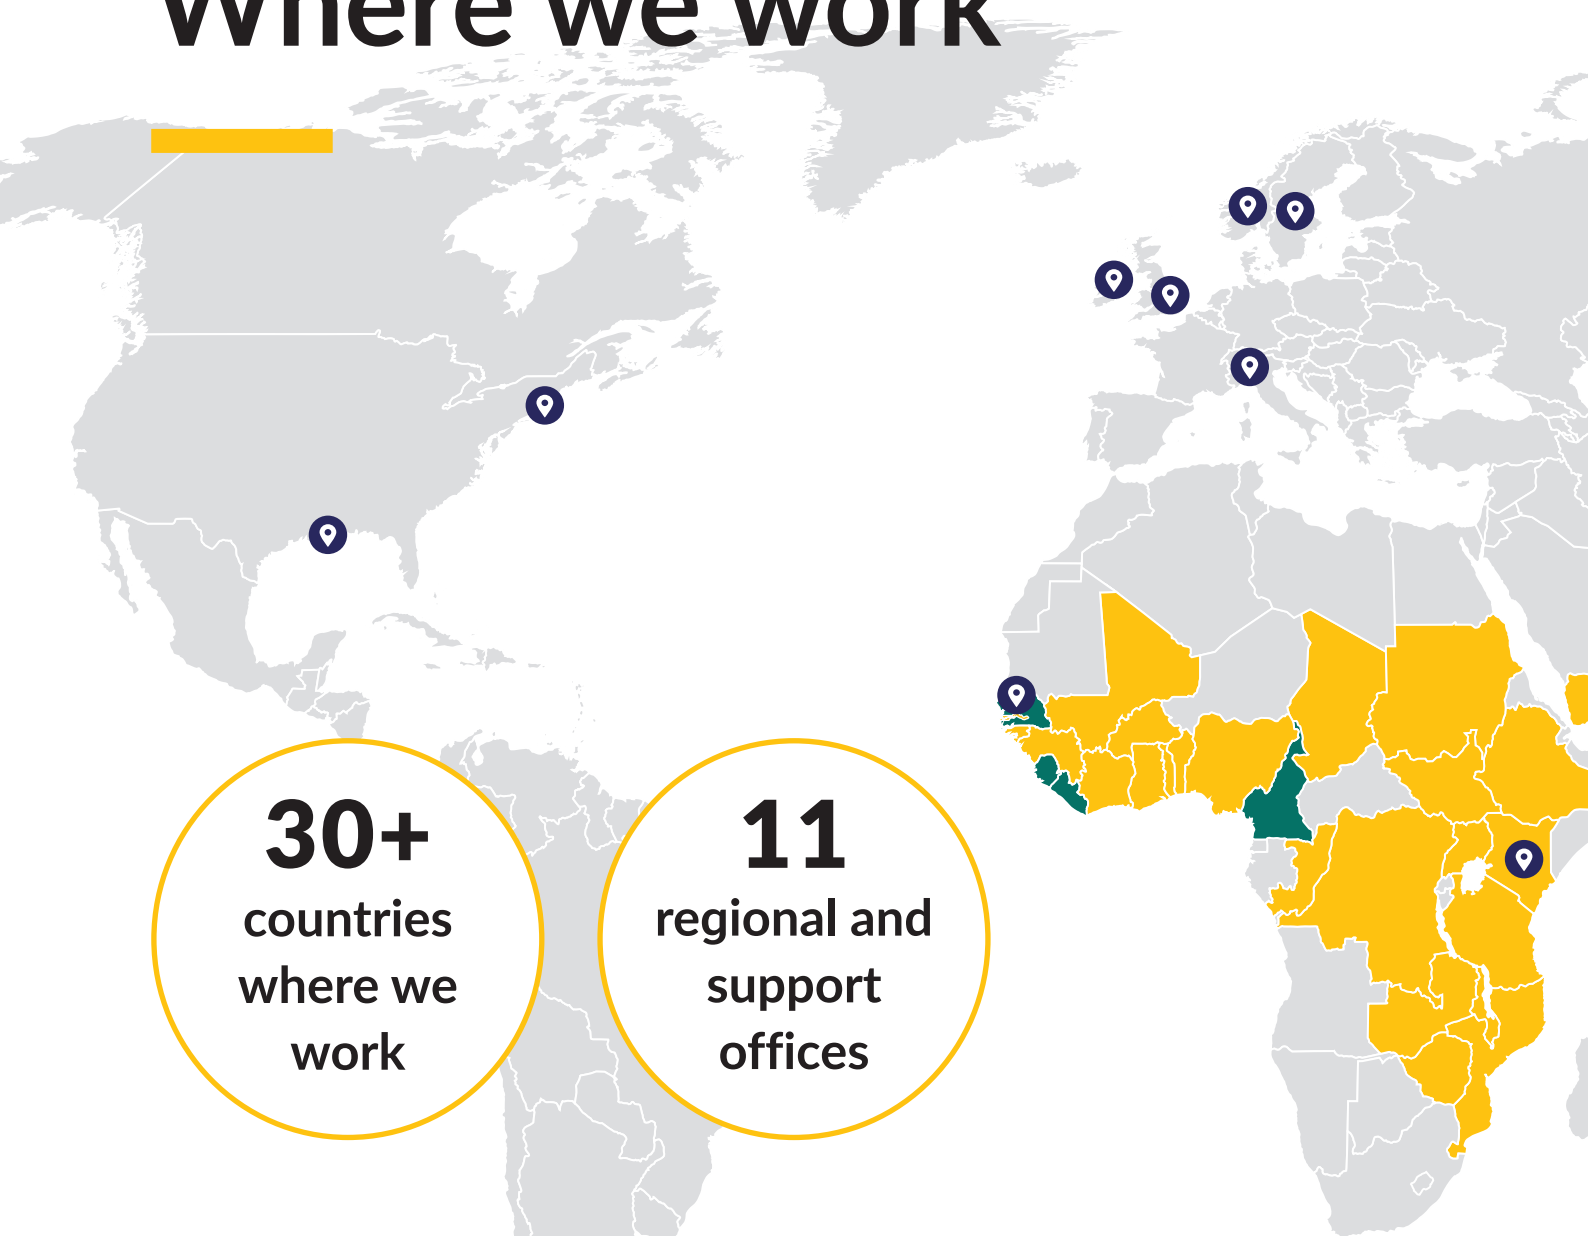 Where we work
30+
countries
where we
work
11
regional and
support
offices